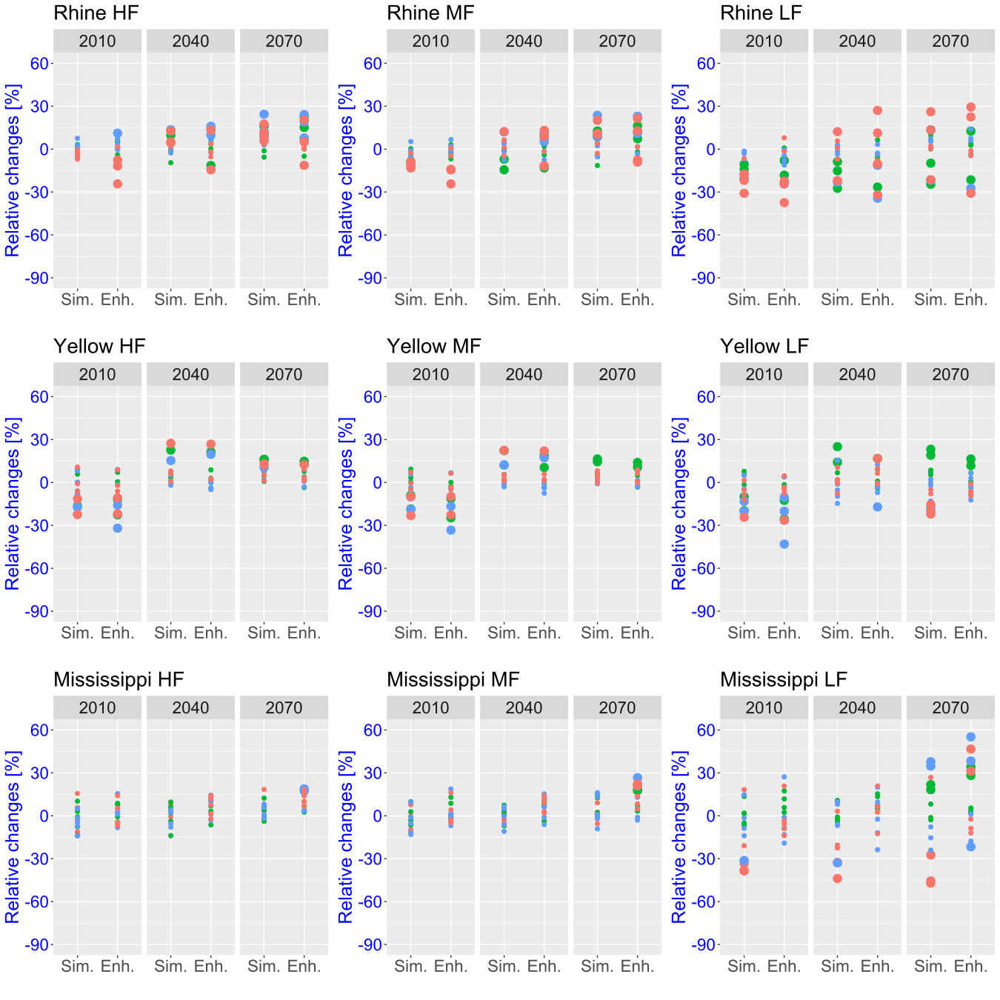 Rhine HF
Rhine MF
Rhine LF
2010 2040 2070
2010 2040 2070
2010 2040 2070
Relative changes [%]
60
30
0
-30
-60
-90
Relative changes [%]
60
30
0
-30
-60
-90
Relative changes [%]
60
30
0
-30
-60
-90
Sim. Enh. Sim. Enh. Sim. Enh.
Sim. Enh. Sim. Enh. Sim. Enh.
Sim. Enh. Sim. Enh. Sim. Enh.
Yellow HF
Yellow MF
Yellow LF
2010 2040 2070
2010 2040 2070
2010 2040 2070
Relative changes [%]
60
30
0
-30
-60
-90
Relative changes [%]
60
30
0
-30
-60
-90
Relative changes [%]
60
30
0
-30
-60
-90
Sim. Enh. Sim. Enh. Sim. Enh.
Sim. Enh. Sim. Enh. Sim. Enh.
Sim. Enh. Sim. Enh. Sim. Enh.
Mississippi HF
Mississippi MF
Mississippi LF
2010 2040 2070
2010 2040 2070
2010 2040 2070
Relative changes [%]
60
30
0
-30
-60
-90
Relative changes [%]
60
30
0
-30
-60
-90
Relative changes [%]
60
30
0
-30
-60
-90
Sim. Enh. Sim. Enh. Sim. Enh.
Sim. Enh. Sim. Enh. Sim. Enh.
Sim. Enh. Sim. Enh. Sim. Enh.